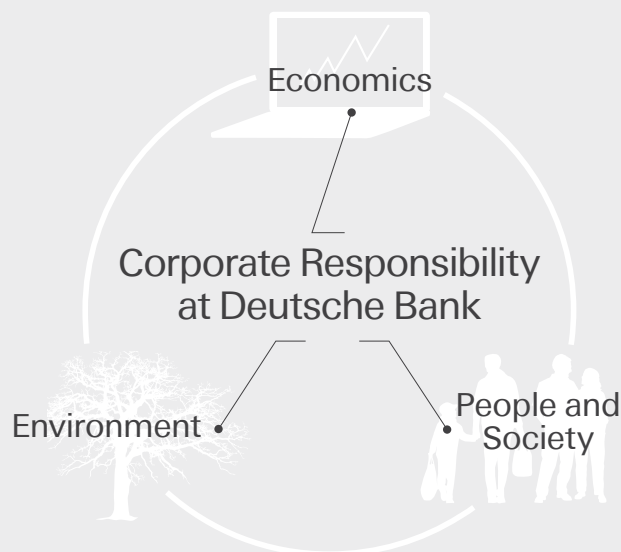 Economics
Corporate Responsibility
at Deutsche Bank
Environment
People and
Society